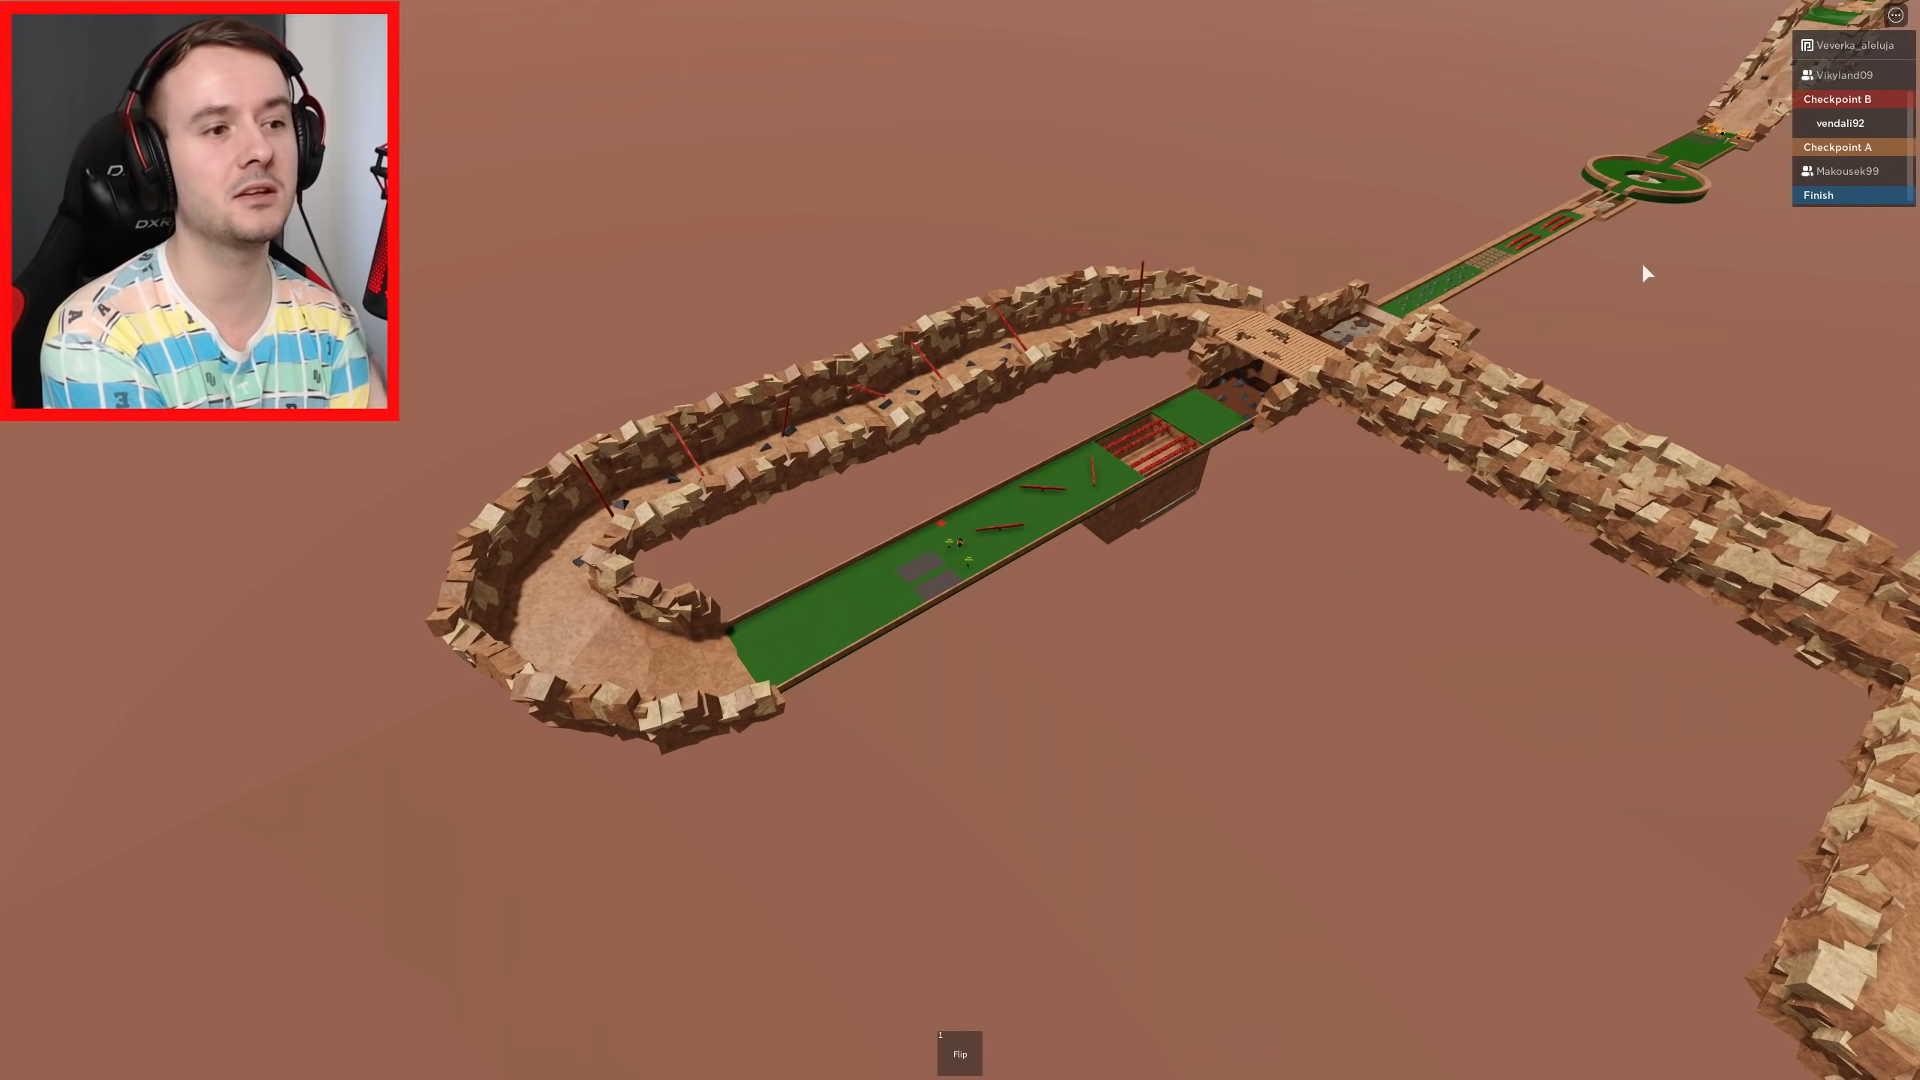 Veverka_aleluja
Vikyland09
Checkpoint B
vendali92
Checkpoint A
Makousek99
Finish
DXR
1
Flip